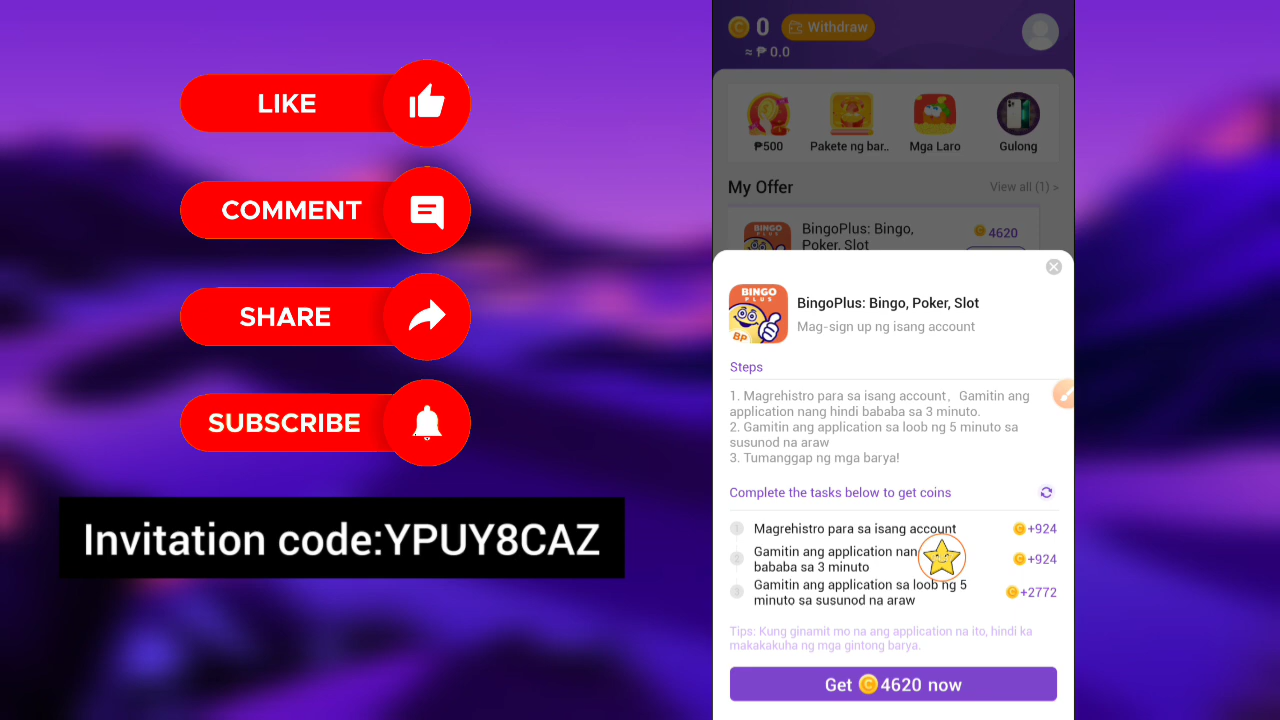 LIKE
COMMENT
SHARE
SUBSCRIBE
Invitation code:YPUY8CAZ
0 Withdraw
≈ ₱ 0.0
₱500
Pakete ng bar..
Mga Laro
Gulong
My Offer
View all (1) >
BingoPlus: Bingo,
Poker, Slot
4620
BINGO
PLUS
BP
BingoPlus: Bingo, Poker, Slot
Mag-sign up ng isang account
Steps
1. Magrehistro para sa isang account， Gamitin ang
application nang hindi bababa sa 3 minuto.
2. Gamitin ang application sa loob ng 5 minuto sa
susunod na araw
3. Tumanggap ng mga barya!
Complete the tasks below to get coins
1 Magrehistro para sa isang account +924
2 Gamitin ang application nan
bababa sa 3 minuto +924
3 Gamitin ang application sa loob ng 5
minuto sa susunod na araw +2772
Tips: Kung ginamit mo na ang application na ito, hindi ka
makakakuha ng mga gintong barya.
Get C 4620 now